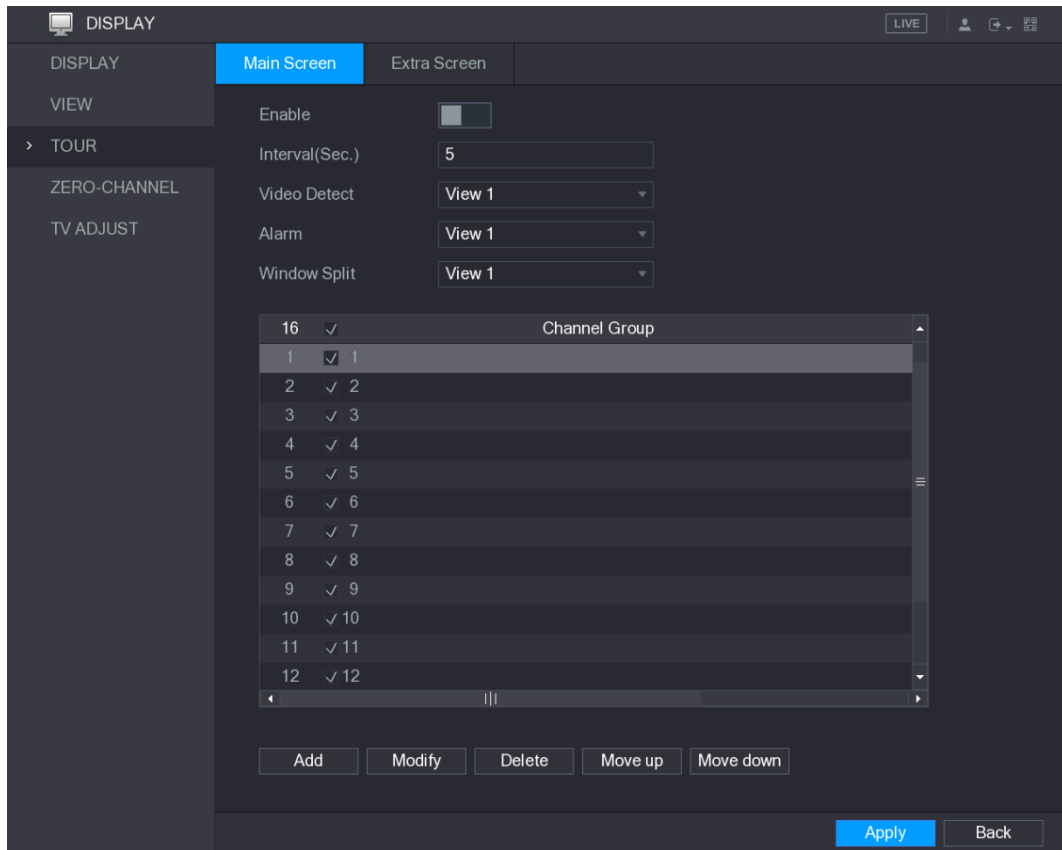 DISPLAY
LIVE
DISPLAY
VIEW
TOUR
ZERO-CHANNEL
TV ADJUST
Main Screen Extra Screen
Enable
Interval(Sec.) 5
Video Detect View 1
Alarm View 1
Window Split View 1
16 Channel Group
1 1
2 2
3 3
4 4
5 5
6 6
7 7
8 8
9 9
10 10
11 11
12 12
Add Modify Delete Move up Move down
Apply Back